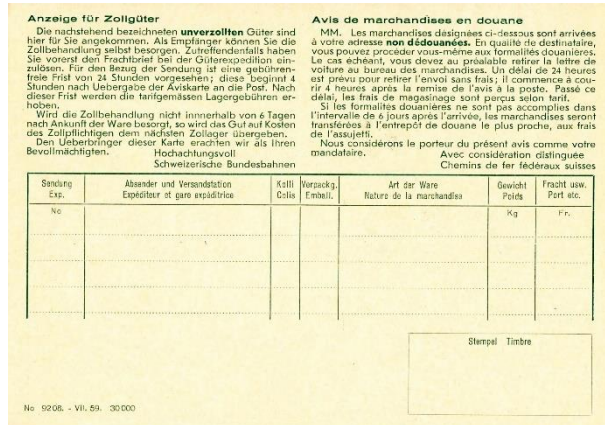 Anzeige für Zollgüter
Die nachstehend bezeichneten unverzollten Güter sind
hier für Sie angekommen. Als Empfänger können Sie die
Zollbehandlung selbst besorgen. Zutreffendenfalls haben
Sie vorerst den Frachtbrief bei der Güterexpedition ein-
zulösen. Für den Bezug der Sendung ist eine gebühren-
freie Frist von 24 Stunden vorgesehen; diese beginnt 4
Stunden nach Uebergabe der Aviskarte an die Post. Nach
dieser Frist werden die tarifgemässen Lagergebühren er-
hoben.
Wird die Zollbehandlung nicht innnerhalb von 6 Tagen
nach Ankunft der Ware besorgt, so wird das Gut auf Kosten
des Zollpflichtigen dem nächsten Zollager übergeben.
Den Ueberbringer dieser Karte erachten wir als Ihren
Bevollmächtigten.
Hochachtungsvoll
Schweizerische Bundesbahnen
Avis de marchandises en douane
MM. Les marchandises désignées ci-dessous sont arrivées
à votre adresse non dédouanées. En qualité de destinataire,
vous pouvez procéder vous-même aux formalités douanières.
Le cas échéant, vous devez au préalable retirer la lettre de
voiture au bureau des marchandises. Un délai de 24 heures
est prévu pour retirer l'envoi sans frais; il commence à cou-
rir 4 heures après la remise de l'avis à la poste. Passé ce
délai, les frais de magasinage sont perçus selon tarif.
Si les formalités douanières ne sont pas accomplies dans
l'intervalle de 6 jours après l'arrivée, les marchandises seront
transférées à l'entrepôt de douane le plus proche, aux frais
de l'assujeti.
Nous considérons le porteur du présent avis comme votre
mandataire.
Avec considération distinguée
Chemins de fer fédéraux suisses
Sendung Absender und Versandstation Kolli Verpackg. Art der Ware Gewicht Fracht usw.
Exp. Expéditeur et gare expéditrice Colis Emball. Nature de la marchandise Poids Port etc.
No Kg Fr.
Stempel Timbre
No 9208. - VII. 59. 30 000